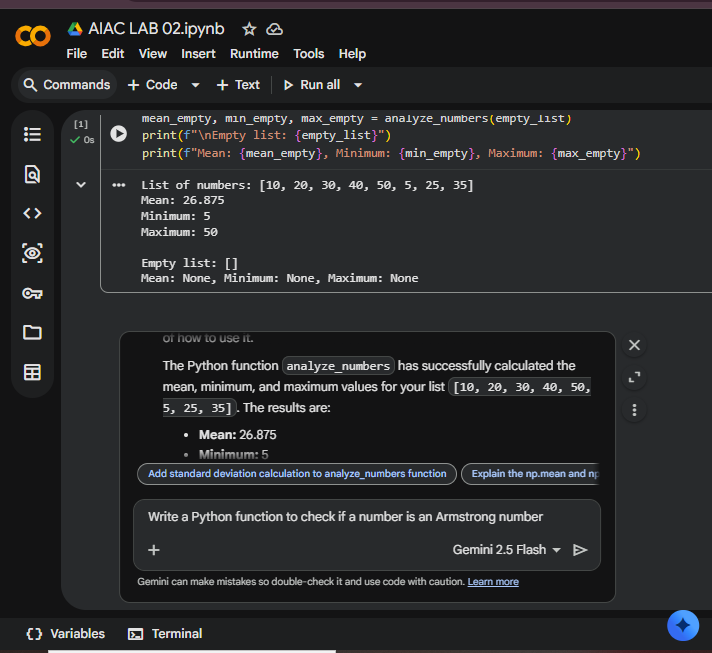 AIAC LAB 02.ipynb
File Edit View Insert Runtime Tools Help
Commands + Code + Text Run all
[1]
0s
mean_empty, min_empty, max_empty = analyze_numbers(empty_list)
print(f"\nEmpty list: {empty_list}")
print(f"Mean: {mean_empty}, Minimum: {min_empty}, Maximum: {max_empty}")
List of numbers: [10, 20, 30, 40, 50, 5, 25, 35]
Mean: 26.875
Minimum: 5
Maximum: 50
Empty list: []
Mean: None, Minimum: None, Maximum: None
of how to use it.
The Python function analyze_numbers has successfully calculated the
mean, minimum, and maximum values for your list [10, 20, 30, 40, 50,
5, 25, 35]. The results are:
• Mean: 26.875
• Minimum: 5
Add standard deviation calculation to analyze_numbers function Explain the np.mean and np
Write a Python function to check if a number is an Armstrong number
+ Gemini 2.5 Flash
Gemini can make mistakes so double-check it and use code with caution. Learn more
Variables Terminal